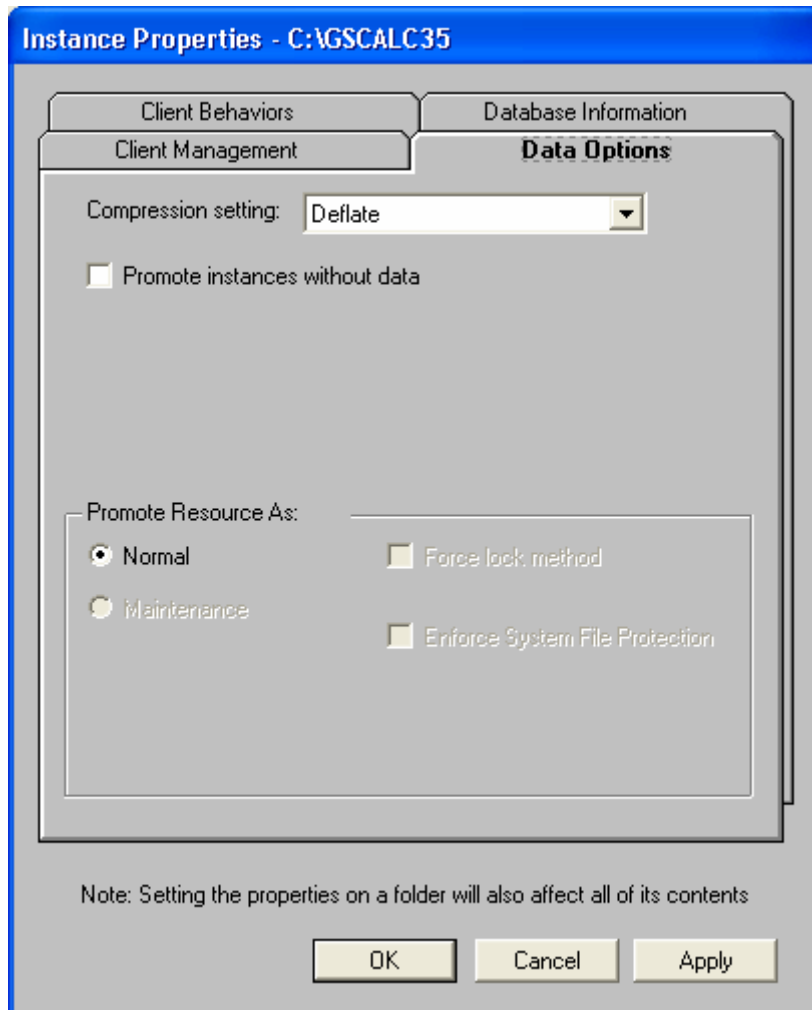 Instance Properties - C:\GSCALC35
Client Behaviors
Database Information
Client Management
Data Options
Compression setting:
Deflate
Promote instances without data
Promote Resource As:
Normal
Force lock method
Maintenance
Enforce System File Protection
Note: Setting the properties on a folder will also affect all of its contents
OK
Cancel
Apply